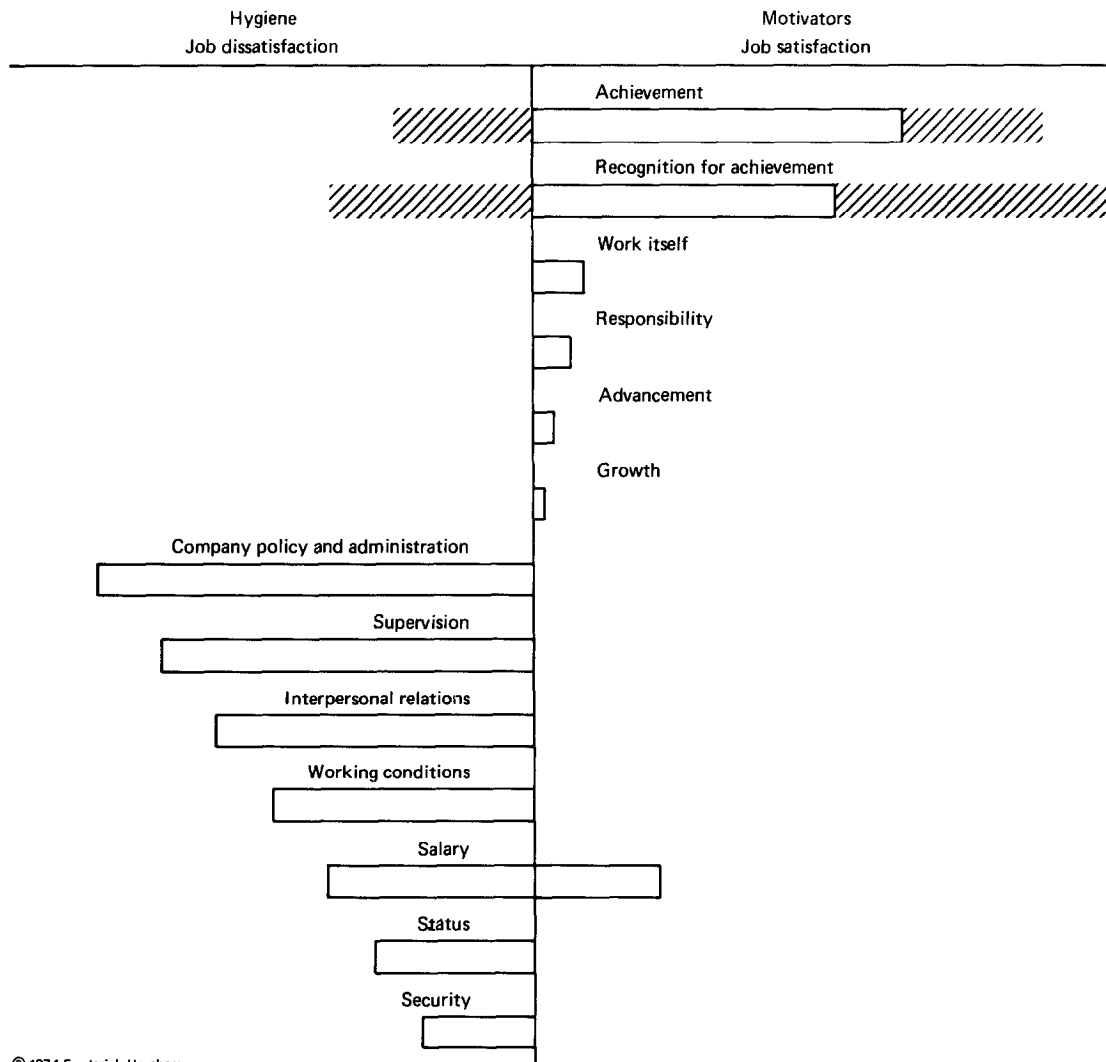 Hygiene
Job dissatisfaction
Motivators
Job satisfaction
Achievement
Recognition for achievement
Work itself
Responsibility
Advancement
Growth
Company policy and administration
Supervision
Interpersonal relations
Working conditions
Salary
Status
Security